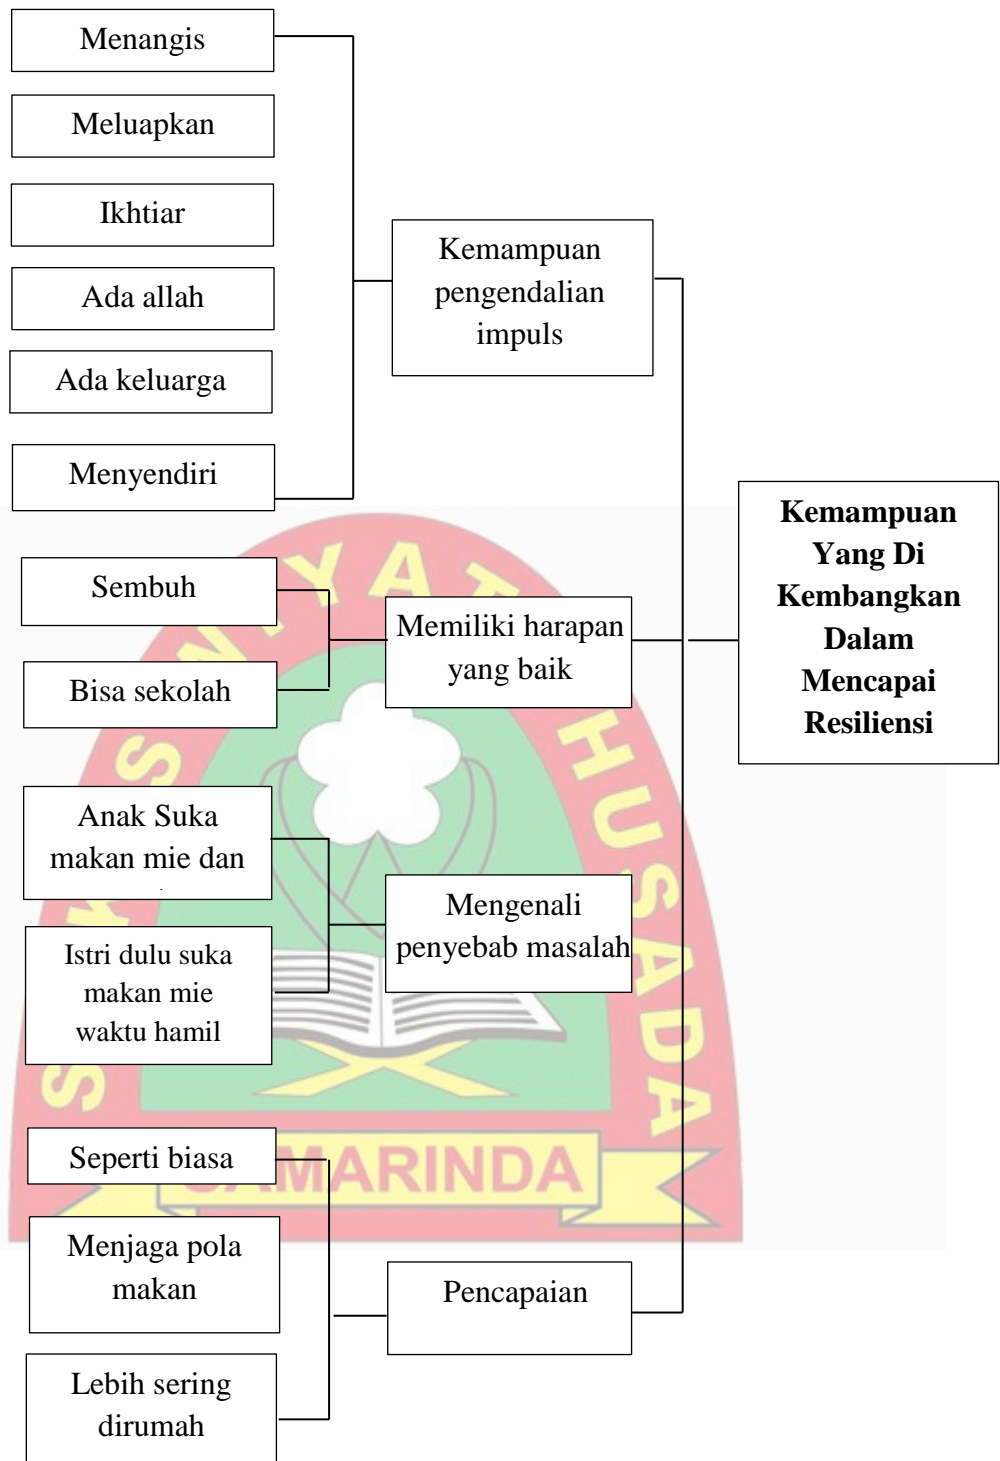 Menangis
Meluapkan
Ikhtiar
Ada allah
Ada keluarga
Menyendiri
Kemampuan
pengendalian
impuls
Sembuh
Bisa sekolah
Memiliki harapan
yang baik
Anak Suka
makan mie dan
Istri dulu suka
makan mie
waktu hamil
Mengenali
penyebab masalah
Seperti biasa
Menjaga pola
makan
Lebih sering
dirumah
Pencapaian
Kemampuan
Yang Di
Kembangkan
Dalam
Mencapai
Resiliensi
HUSADA
SAMARINDA